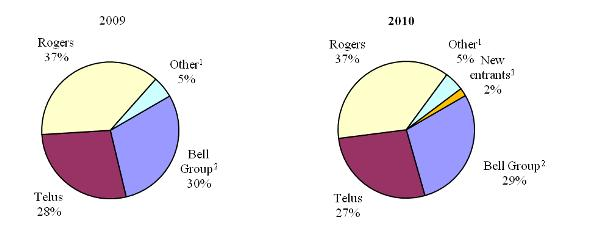 2009
Rogers
37%
Other¹
5%
Bell
Group²
30%
Telus
28%
2010
Rogers
37%
Other¹
5%
New
entrants³
2%
Bell Group²
29%
Telus
27%